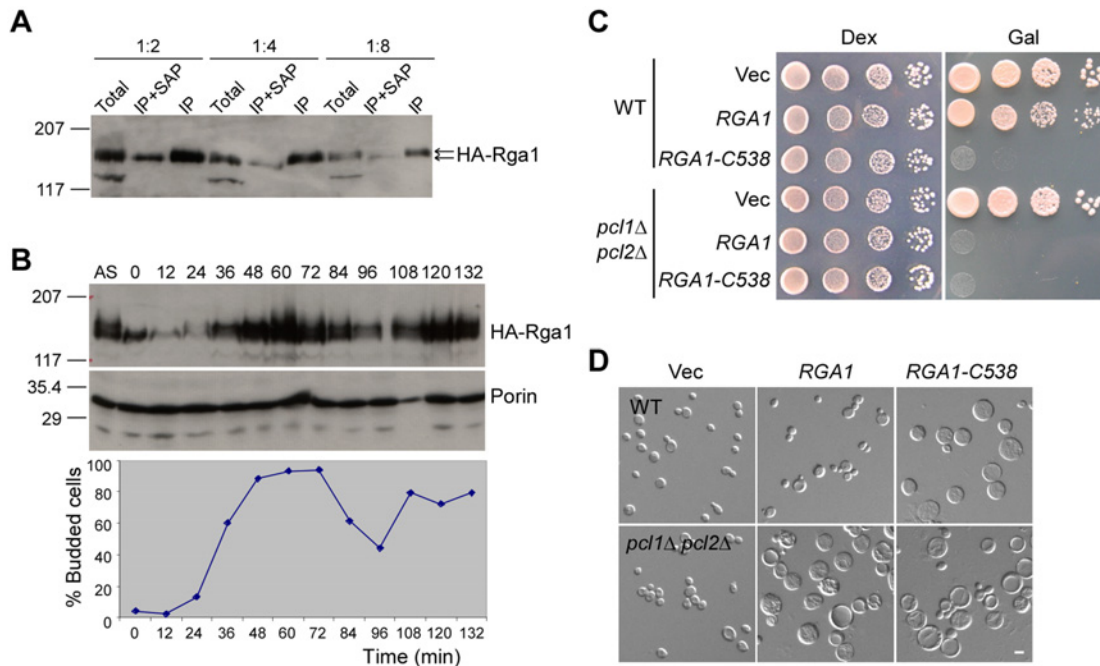 A
1:2 1:4 1:8
Total IP+SAP IP Total IP+SAP IP Total IP+SAP IP
207
HA-Rga1
117
B
AS 0 12 24 36 48 60 72 84 96 108 120 132
207
HA-Rga1
117
35.4
Porin
29
% Budded cells
100
80
60
40
20
0
0 12 24 36 48 60 72 84 96 108 120 132
Time (min)
C
Dex Gal
WT
Vec
RGA1
RGA1-C538
pcl1Δ
pcl2Δ
Vec
RGA1
RGA1-C538
D
Vec RGA1 RGA1-C538
WT
pcl1Δ pcl2Δ